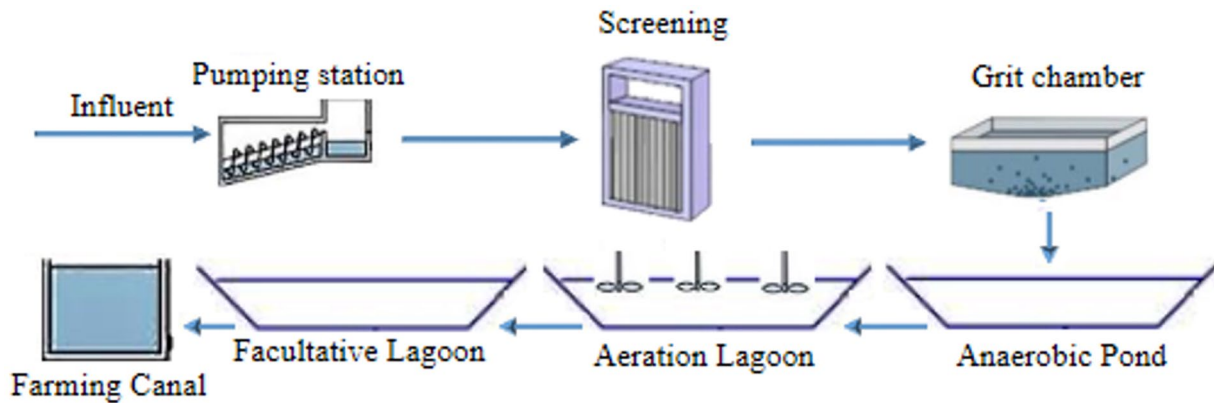 Screening
Pumping station
Grit chamber
Influent
Facultative Lagoon
Aeration Lagoon
Anaerobic Pond
Farming Canal